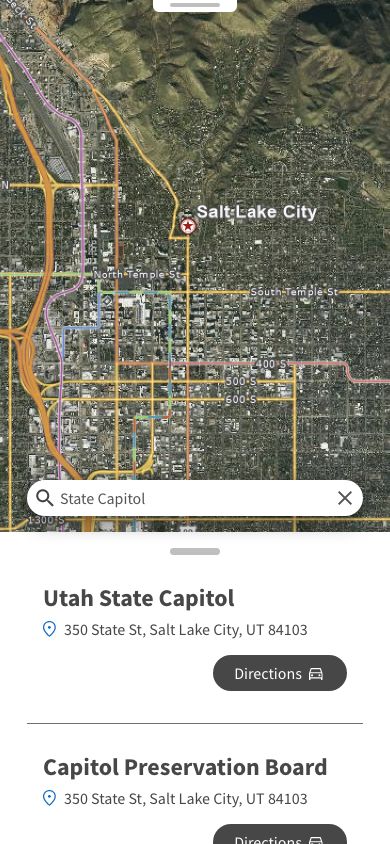 N
Salt Lake City
North Temple St
South Temple St
400 S
500 S
600 S
State Capitol
1300 S
Utah State Capitol
350 State St, Salt Lake City, UT 84103
Directions
Capitol Preservation Board
350 State St, Salt Lake City, UT 84103
Directions